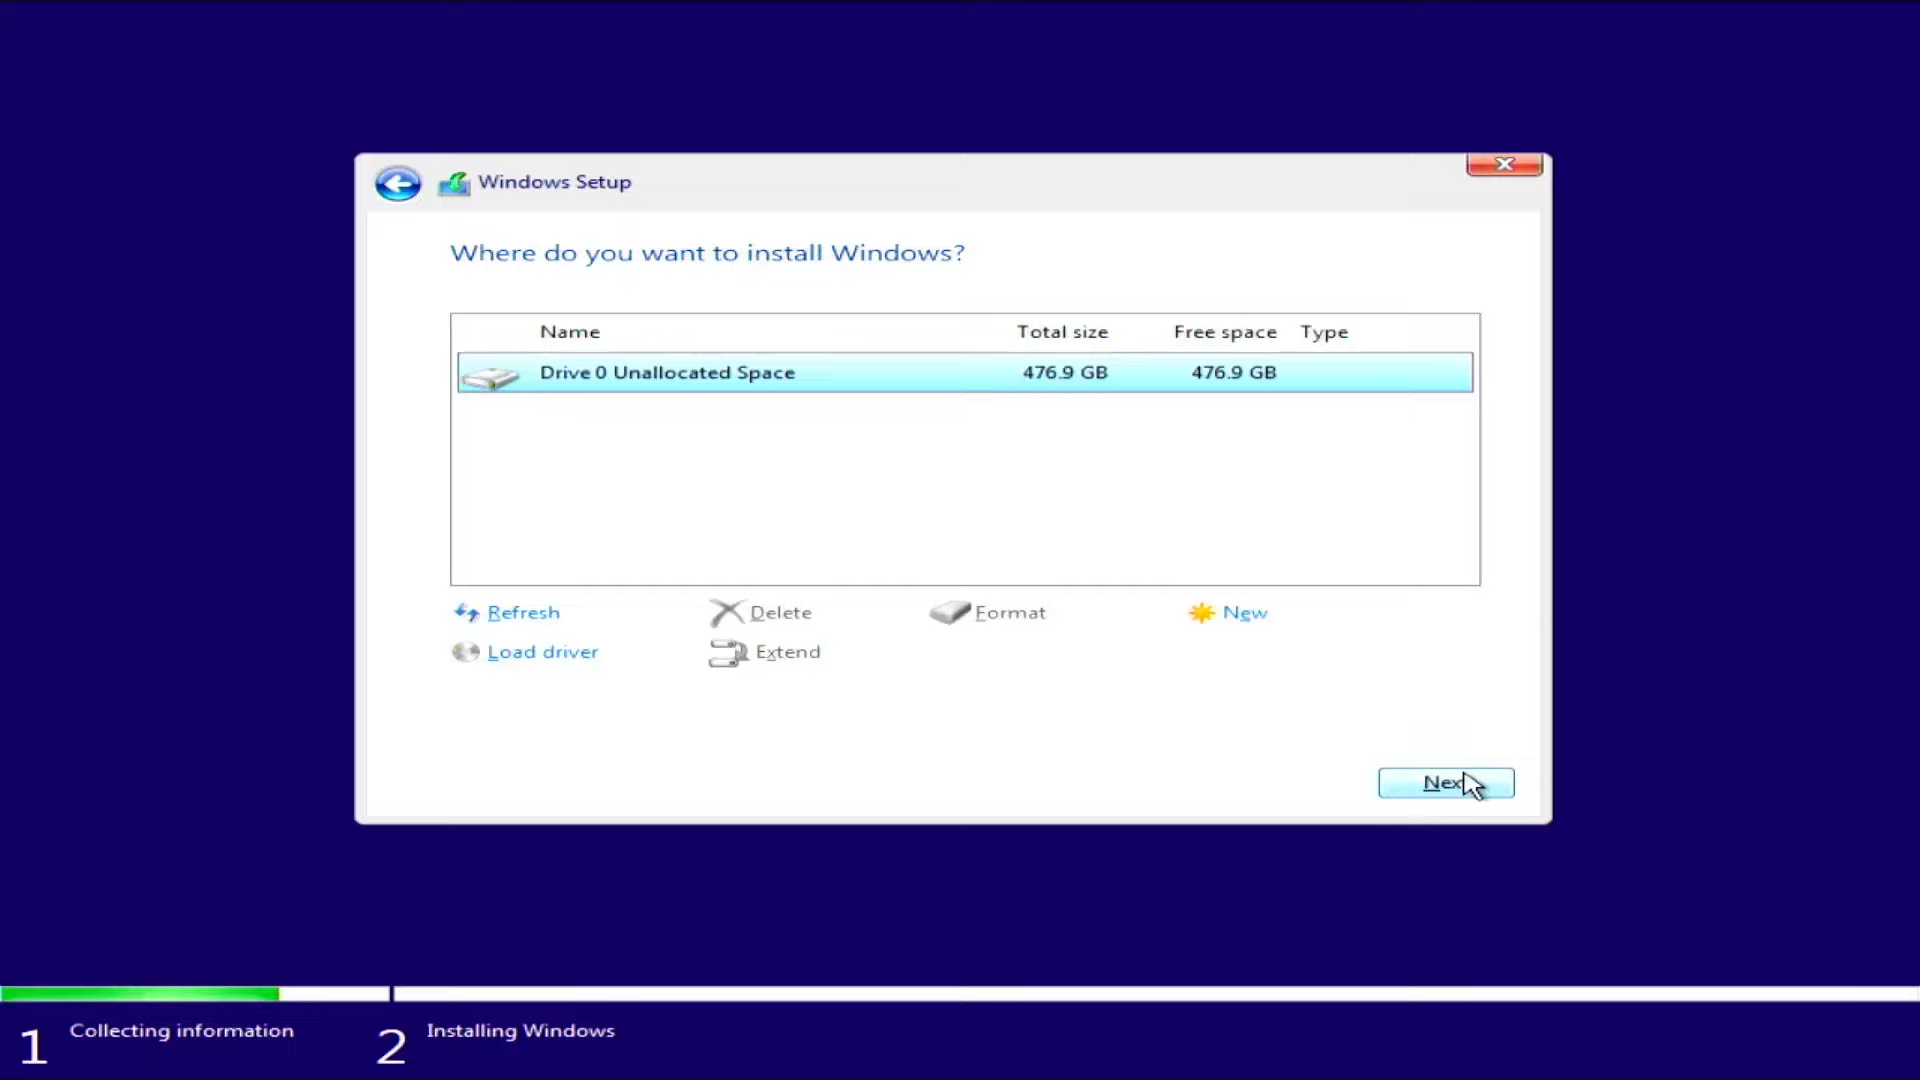 Windows Setup
Where do you want to install Windows?
Name Total size Free space Type
Drive 0 Unallocated Space 476.9 GB 476.9 GB
Refresh Delete Format New
Load driver Extend
Nex
1 Collecting information 2 Installing Windows